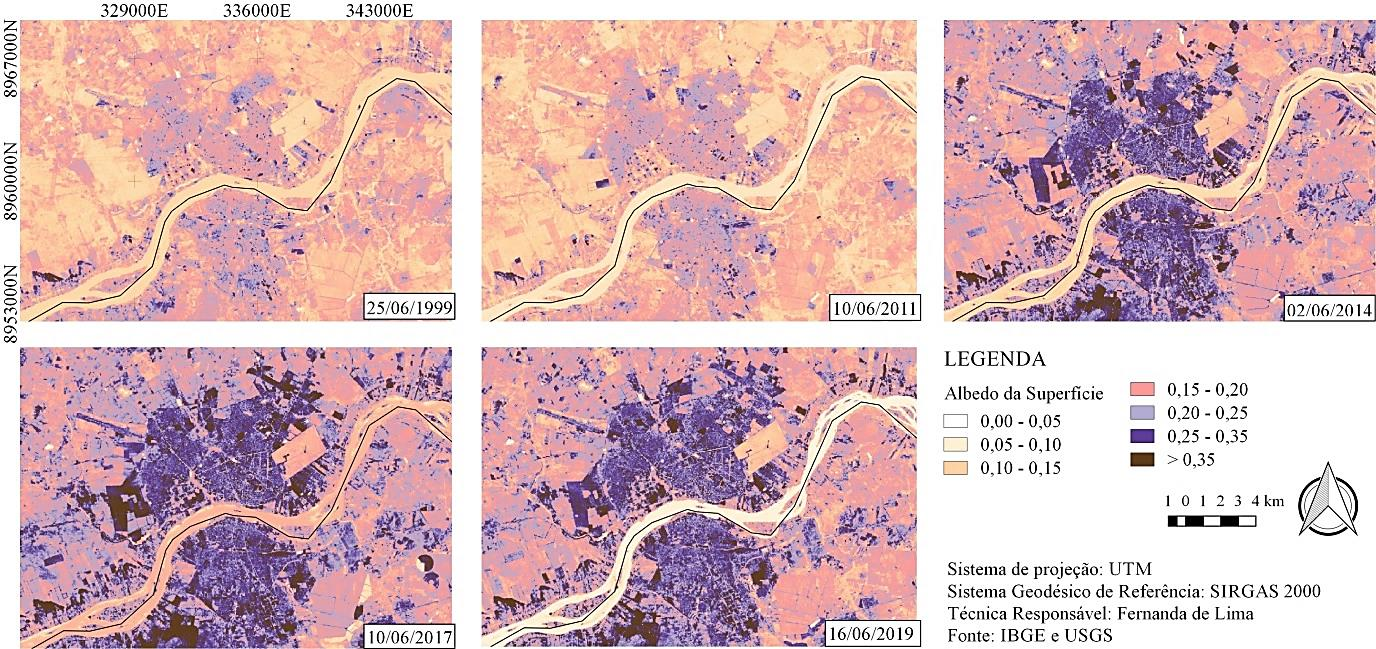 329000E 336000E 343000E
8967000N
8960000N
8953000N
25/06/1999
10/06/2011
02/06/2014
10/06/2017
16/06/2019
LEGENDA
Albedo da Superfície
0,00 - 0,05
0,05 - 0,10
0,10 - 0,15
0,15 - 0,20
0,20 - 0,25
0,25 - 0,35
> 0,35
1 0 1 2 3 4 km
Sistema de projeção: UTM
Sistema Geodésico de Referência: SIRGAS 2000
Técnica Responsável: Fernanda de Lima
Fonte: IBGE e USGS